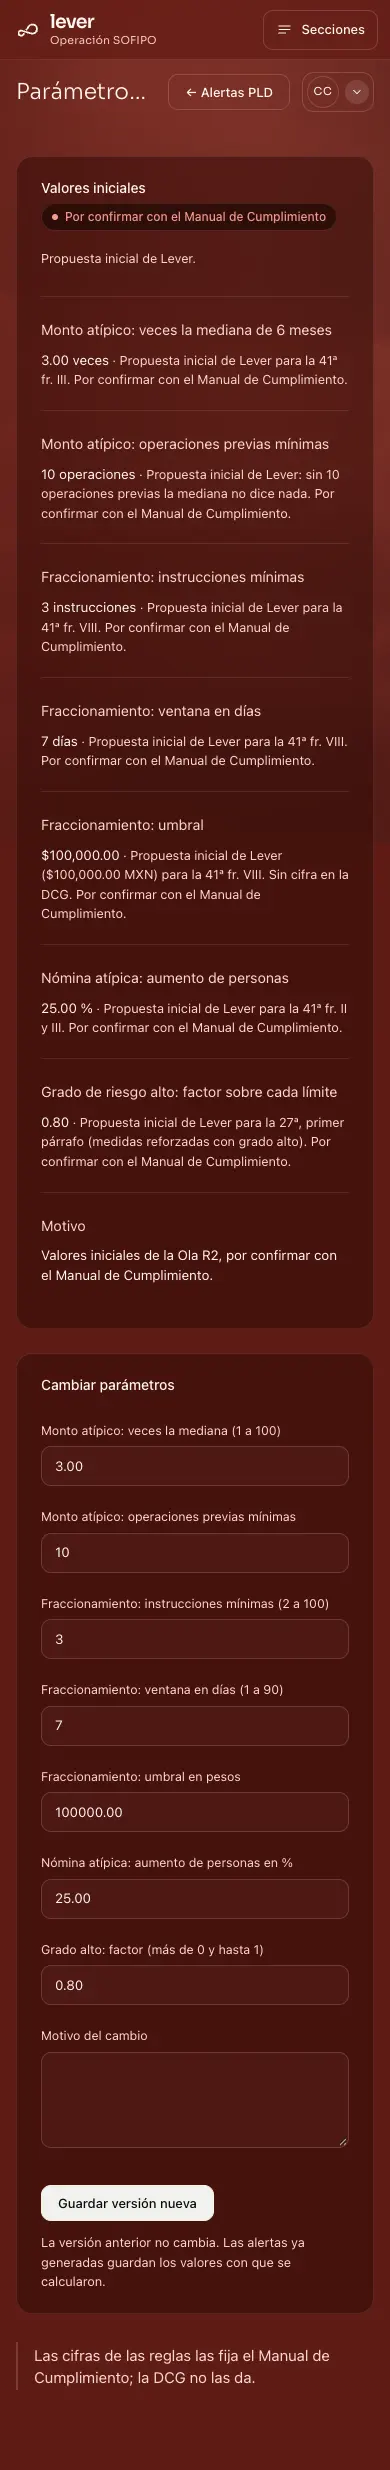 lever
Operación SOFIPO
Secciones
Parámetro...
← Alertas PLD
CC
Valores iniciales
Por confirmar con el Manual de Cumplimiento
Propuesta inicial de Lever.
Monto atípico: veces la mediana de 6 meses
3.00 veces · Propuesta inicial de Lever para la 41ª
fr. III. Por confirmar con el Manual de Cumplimiento.
Monto atípico: operaciones previas mínimas
10 operaciones · Propuesta inicial de Lever: sin 10
operaciones previas la mediana no dice nada. Por
confirmar con el Manual de Cumplimiento.
Fraccionamiento: instrucciones mínimas
3 instrucciones · Propuesta inicial de Lever para la
41ª fr. VIII. Por confirmar con el Manual de
Cumplimiento.
Fraccionamiento: ventana en días
7 días · Propuesta inicial de Lever para la 41ª fr. VIII.
Por confirmar con el Manual de Cumplimiento.
Fraccionamiento: umbral
$100,000.00 · Propuesta inicial de Lever
($100,000.00 MXN) para la 41ª fr. VIII. Sin cifra en la
DCG. Por confirmar con el Manual de
Cumplimiento.
Nómina atípica: aumento de personas
25.00 % · Propuesta inicial de Lever para la 41ª fr. II
y III. Por confirmar con el Manual de Cumplimiento.
Grado de riesgo alto: factor sobre cada límite
0.80 · Propuesta inicial de Lever para la 27ª, primer
párrafo (medidas reforzadas con grado alto). Por
confirmar con el Manual de Cumplimiento.
Motivo
Valores iniciales de la Ola R2, por confirmar con
el Manual de Cumplimiento.
Cambiar parámetros
Monto atípico: veces la mediana (1 a 100)
3.00
Monto atípico: operaciones previas mínimas
10
Fraccionamiento: instrucciones mínimas (2 a 100)
3
Fraccionamiento: ventana en días (1 a 90)
7
Fraccionamiento: umbral en pesos
100000.00
Nómina atípica: aumento de personas en %
25.00
Grado alto: factor (más de 0 y hasta 1)
0.80
Motivo del cambio
Guardar versión nueva
La versión anterior no cambia. Las alertas ya
generadas guardan los valores con que se
calcularon.
Las cifras de las reglas las fija el Manual de
Cumplimiento; la DCG no las da.